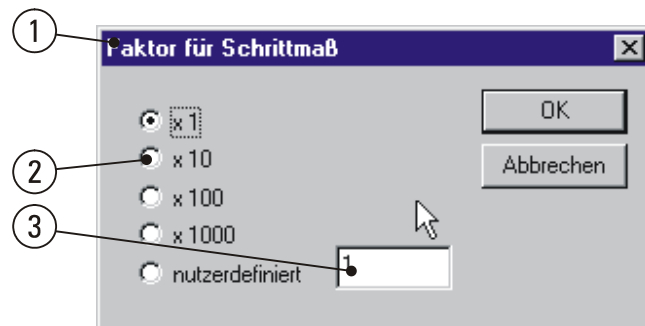 1
Faktor für Schrittmaß
x 1
OK
2
x 10
Abbrechen
x 100
3
x 1000
nutzerdefiniert
1